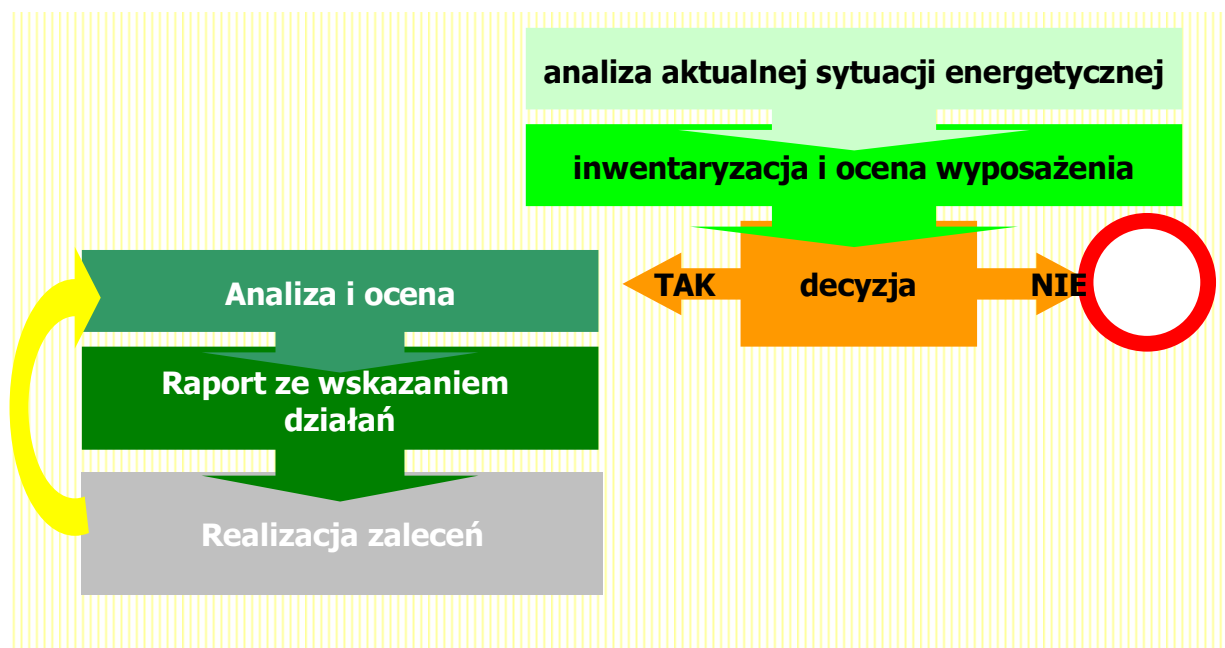 analiza aktualnej sytuacji energetycznej
inwentaryzacja i ocena wyposażenia
TAK
decyzja
NIE
Analiza i ocena
Raport ze wskazaniem
działań
Realizacja zaleceń